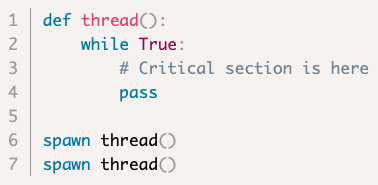 1 def thread():
2     while True:
3         # Critical section is here
4         pass
5
6 spawn thread()
7 spawn thread()